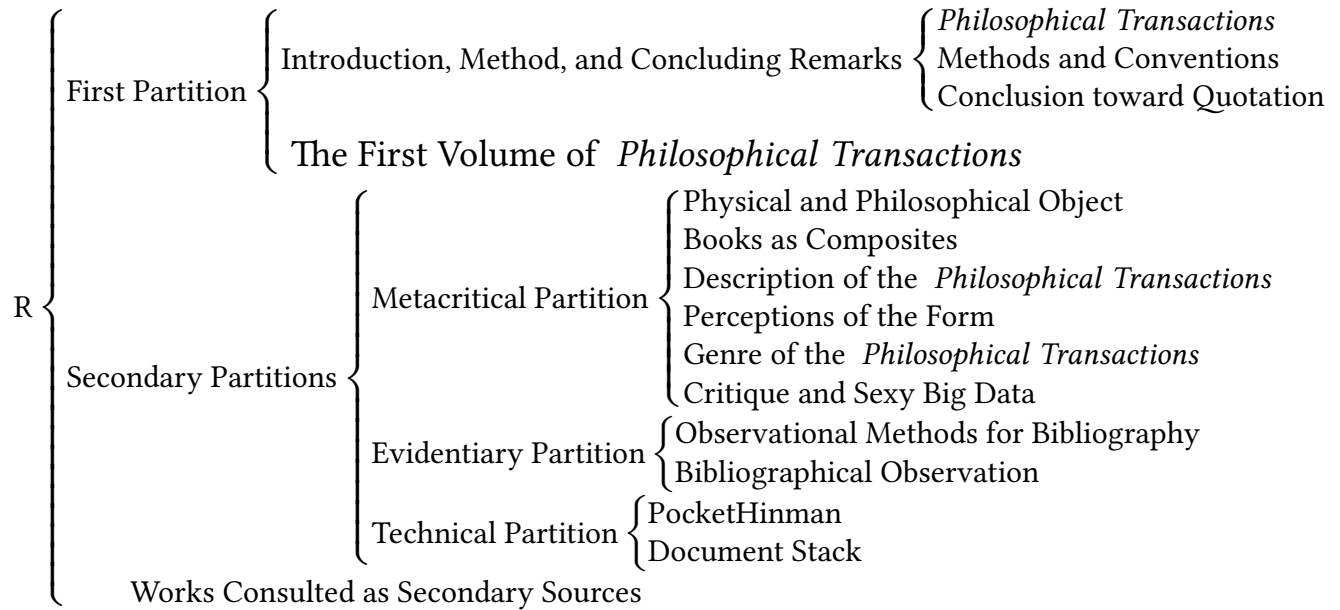 R
First Partition
Introduction, Method, and Concluding Remarks
Philosophical Transactions
Methods and Conventions
Conclusion toward Quotation
The First Volume of Philosophical Transactions
Secondary Partitions
Metacritical Partition
Physical and Philosophical Object
Books as Composites
Description of the Philosophical Transactions
Perceptions of the Form
Genre of the Philosophical Transactions
Critique and Sexy Big Data
Evidentiary Partition
Observational Methods for Bibliography
Bibliographical Observation
Technical Partition
PocketHinman
Document Stack
Works Consulted as Secondary Sources